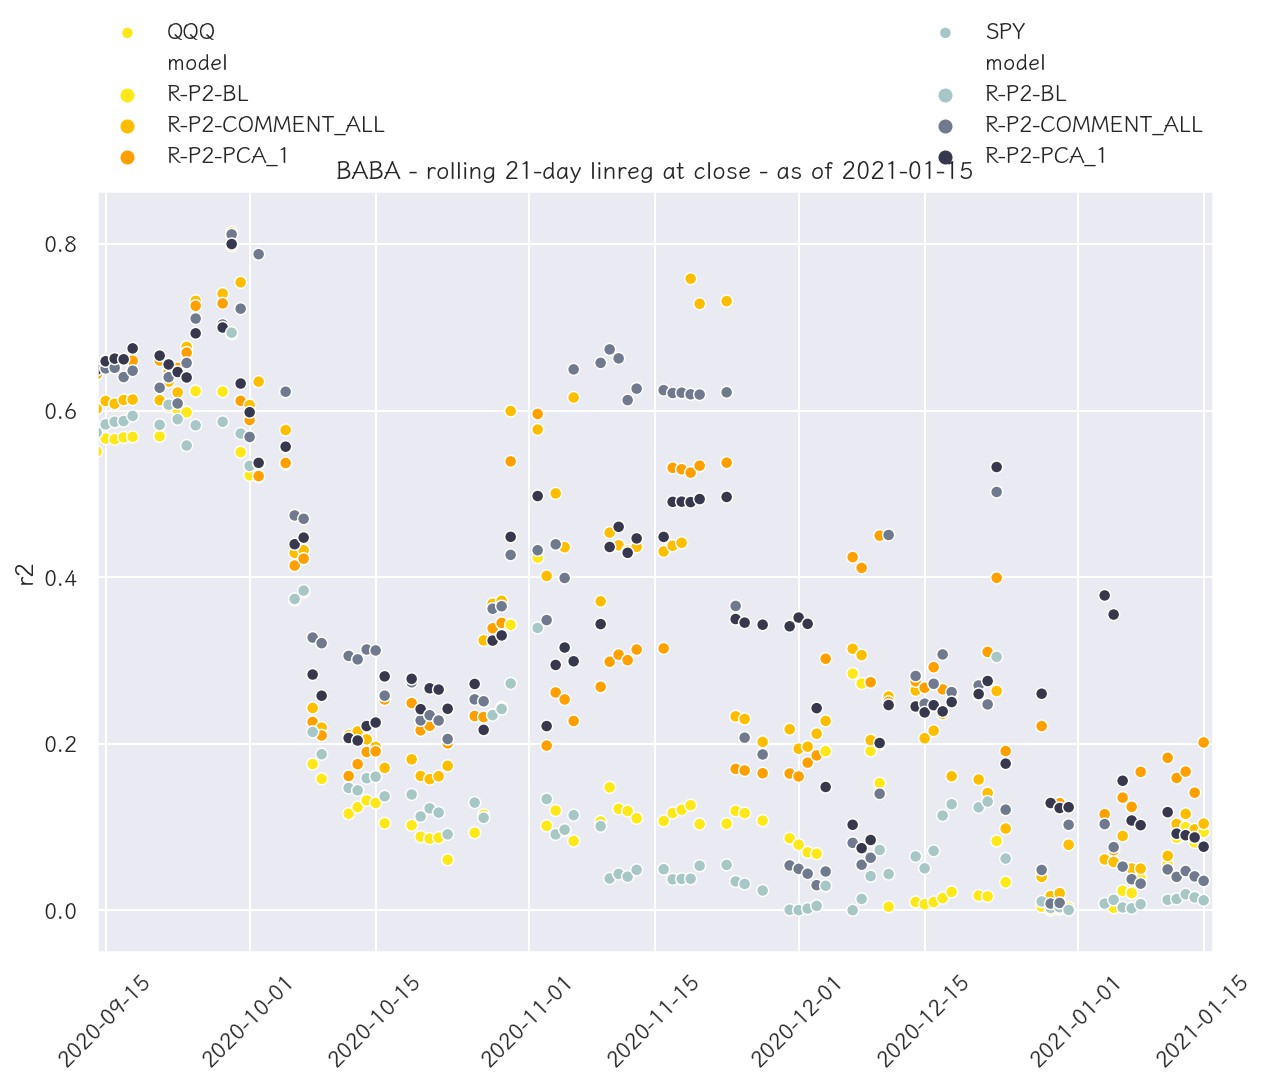 QQQ
model
R-P2-BL
R-P2-COMMENT_ALL
R-P2-PCA_1
SPY
model
R-P2-BL
R-P2-COMMENT_ALL
R-P2-PCA_1
BABA - rolling 21-day linreg at close - as of 2021-01-15
r2
0.8
0.6
0.4
0.2
0.0
2020-09-15
2020-10-01
2020-10-15
2020-11-01
2020-11-15
2020-12-01
2020-12-15
2021-01-01
2021-01-15